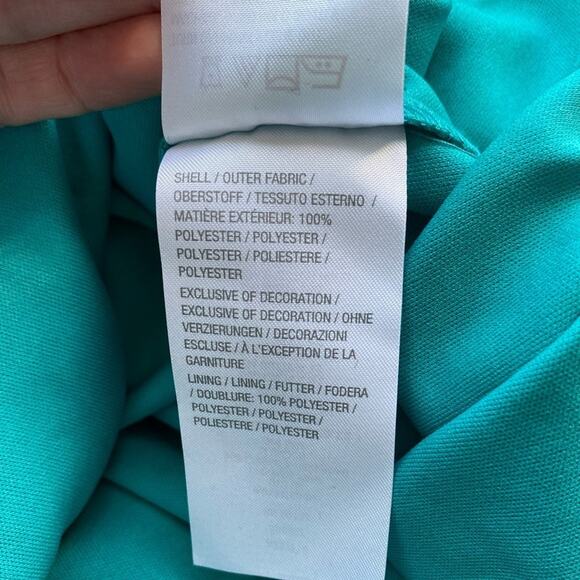 SHELL / OUTER FABRIC /
OBERSTOFF / TESSUTO ESTERNO /
MATIÈRE EXTÉRIEUR: 100%
POLYESTER / POLYESTER /
POLYESTER / POLIESTERE /
POLYESTER
EXCLUSIVE OF DECORATION /
EXCLUSIVE OF DECORATION / OHNE
VERZIERUNGEN / DECORAZIONI
ESCLUSE / À L'EXCEPTION DE LA
GARNITURE
LINING / LINING / FUTTER / FODERA
/ DOUBLURE: 100% POLYESTER /
POLYESTER / POLYESTER /
POLIESTERE / POLYESTER